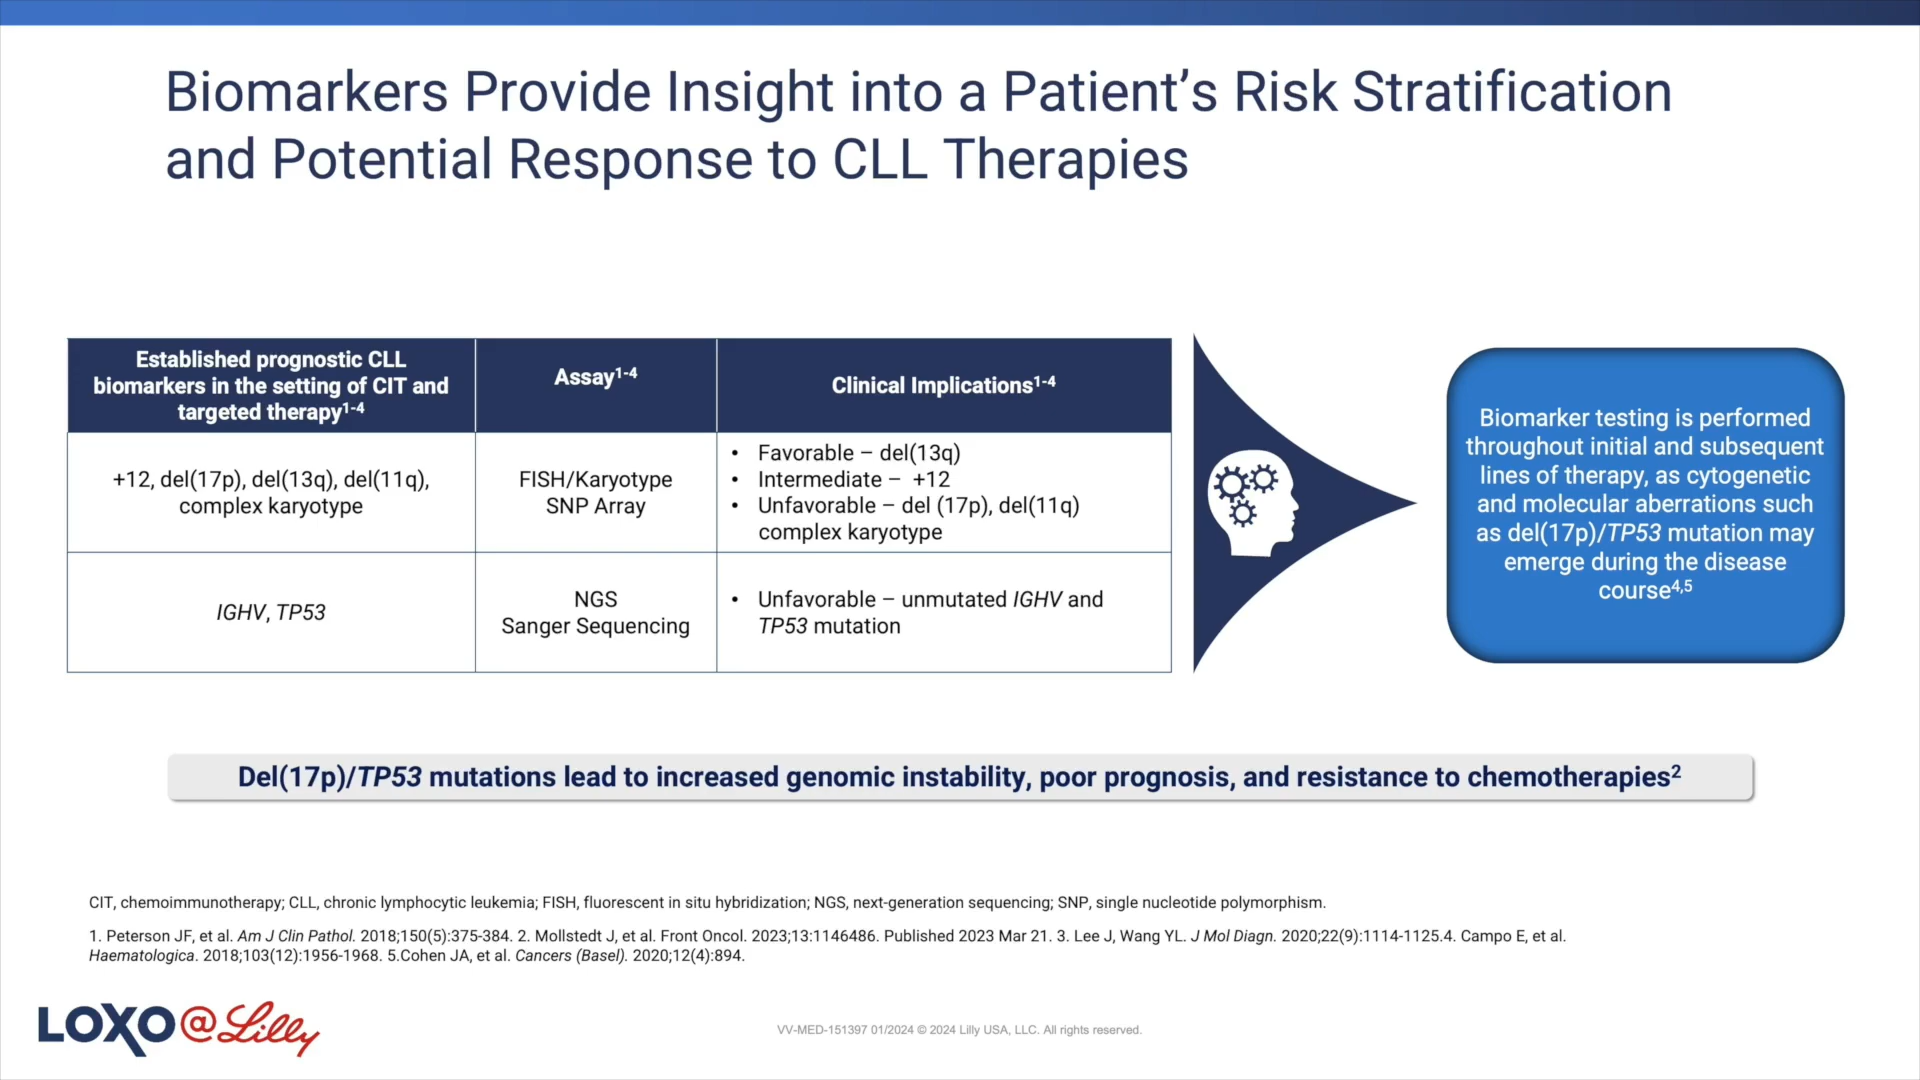 Biomarkers Provide Insight into a Patient’s Risk Stratification
and Potential Response to CLL Therapies
Established prognostic CLL
biomarkers in the setting of CIT and
targeted therapy1-4
Assay1-4
Clinical Implications1-4
+12, del(17p), del(13q), del(11q),
complex karyotype
FISH/Karyotype
SNP Array
• Favorable – del(13q)
• Intermediate – +12
• Unfavorable – del (17p), del(11q)
complex karyotype
IGHV, TP53
NGS
Sanger Sequencing
• Unfavorable – unmutated IGHV and
TP53 mutation
Biomarker testing is performed
throughout initial and subsequent
lines of therapy, as cytogenetic
and molecular aberrations such
as del(17p)/TP53 mutation may
emerge during the disease
course4,5
Del(17p)/TP53 mutations lead to increased genomic instability, poor prognosis, and resistance to chemotherapies2
CIT, chemoimmunotherapy; CLL, chronic lymphocytic leukemia; FISH, fluorescent in situ hybridization; NGS, next-generation sequencing; SNP, single nucleotide polymorphism.
1. Peterson JF, et al. Am J Clin Pathol. 2018;150(5):375-384. 2. Mollstedt J, et al. Front Oncol. 2023;13:1146486. Published 2023 Mar 21. 3. Lee J, Wang YL. J Mol Diagn. 2020;22(9):1114-1125.4. Campo E, et al.
Haematologica. 2018;103(12):1956-1968. 5.Cohen JA, et al. Cancers (Basel). 2020;12(4):894.
LOXO@Lilly
VV-MED-151397 01/2024 © 2024 Lilly USA, LLC. All rights reserved.